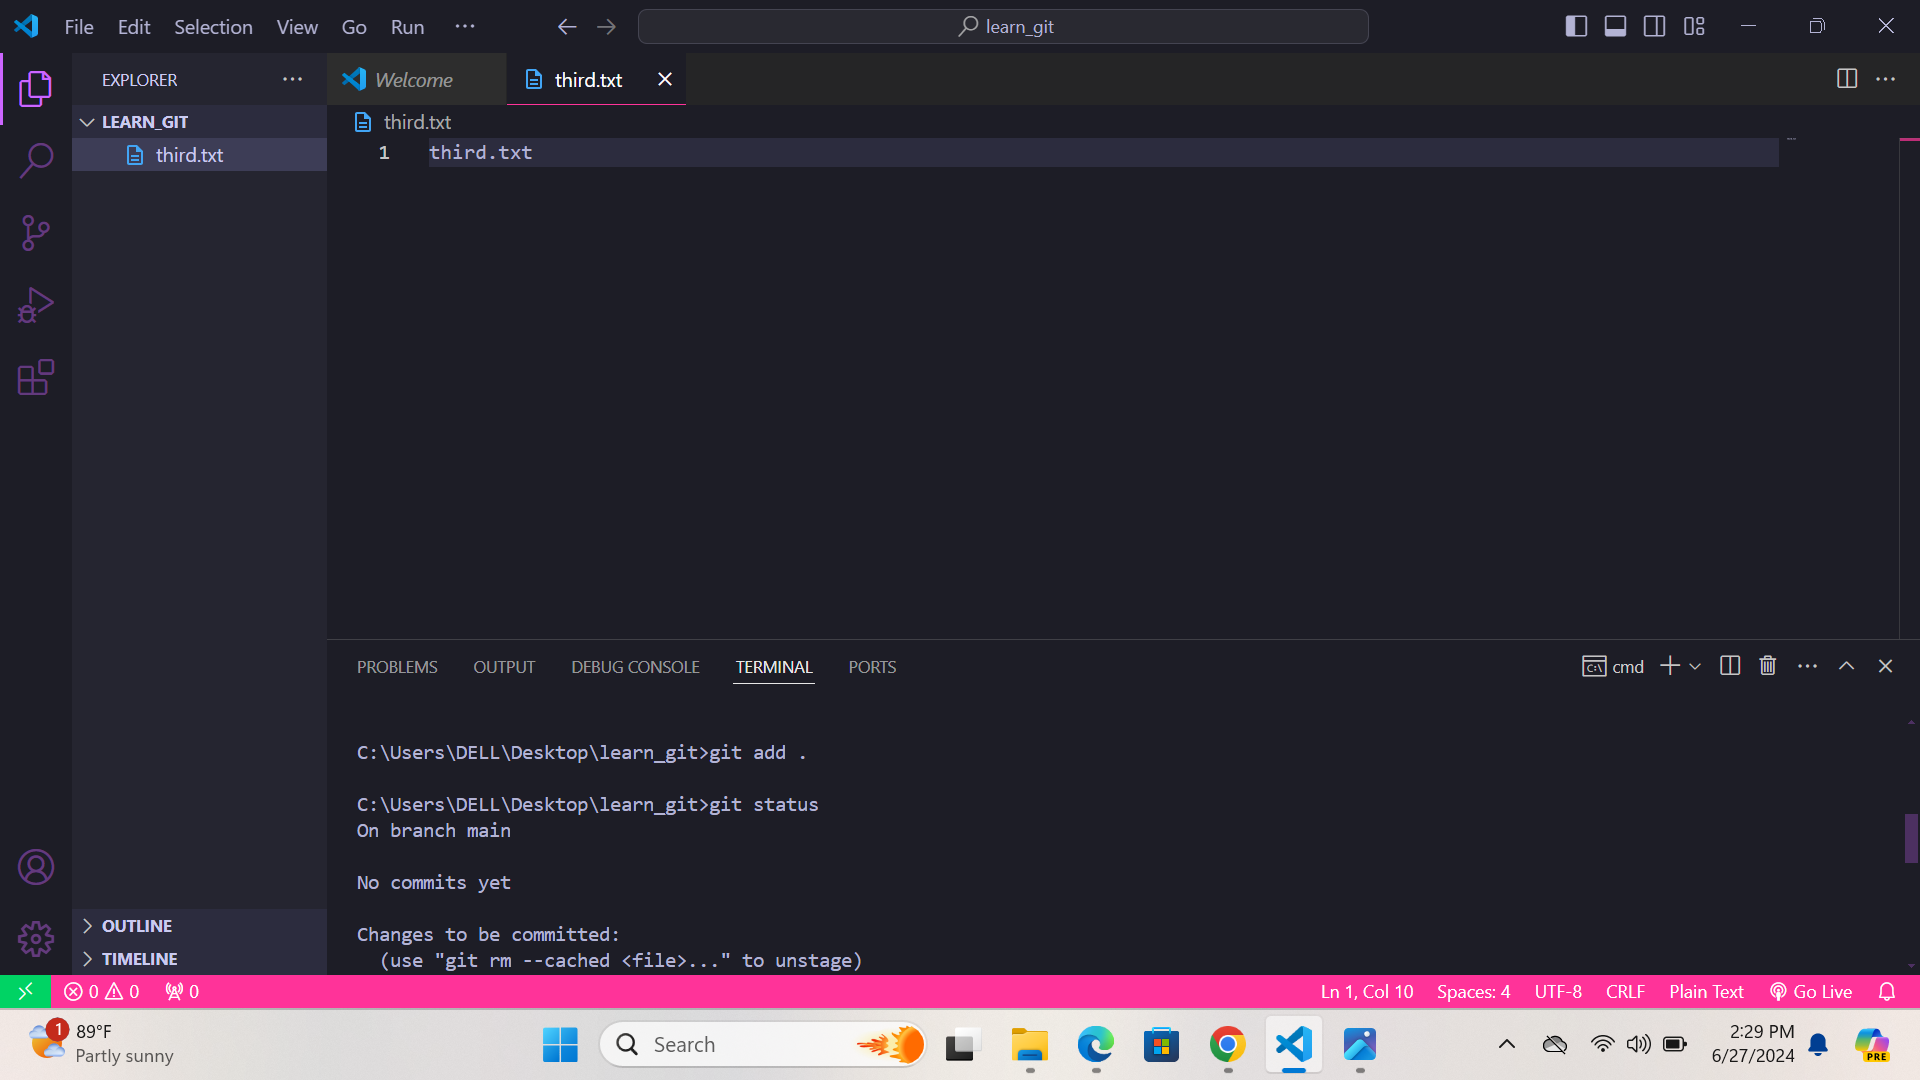 File Edit Selection View Go Run ···
learn_git
EXPLORER
Welcome
third.txt
LEARN_GIT
third.txt
third.txt
1 third.txt
PROBLEMS OUTPUT DEBUG CONSOLE TERMINAL PORTS
cmd
C:\Users\DELL\Desktop\learn_git>git add .
C:\Users\DELL\Desktop\learn_git>git status
On branch main
No commits yet
Changes to be committed:
(use "git rm --cached <file>..." to unstage)
OUTLINE
TIMELINE
0 0 0
Ln 1, Col 10 Spaces: 4 UTF-8 CRLF Plain Text Go Live
1
89°F
Partly sunny
Search
2:29 PM
6/27/2024
PRE